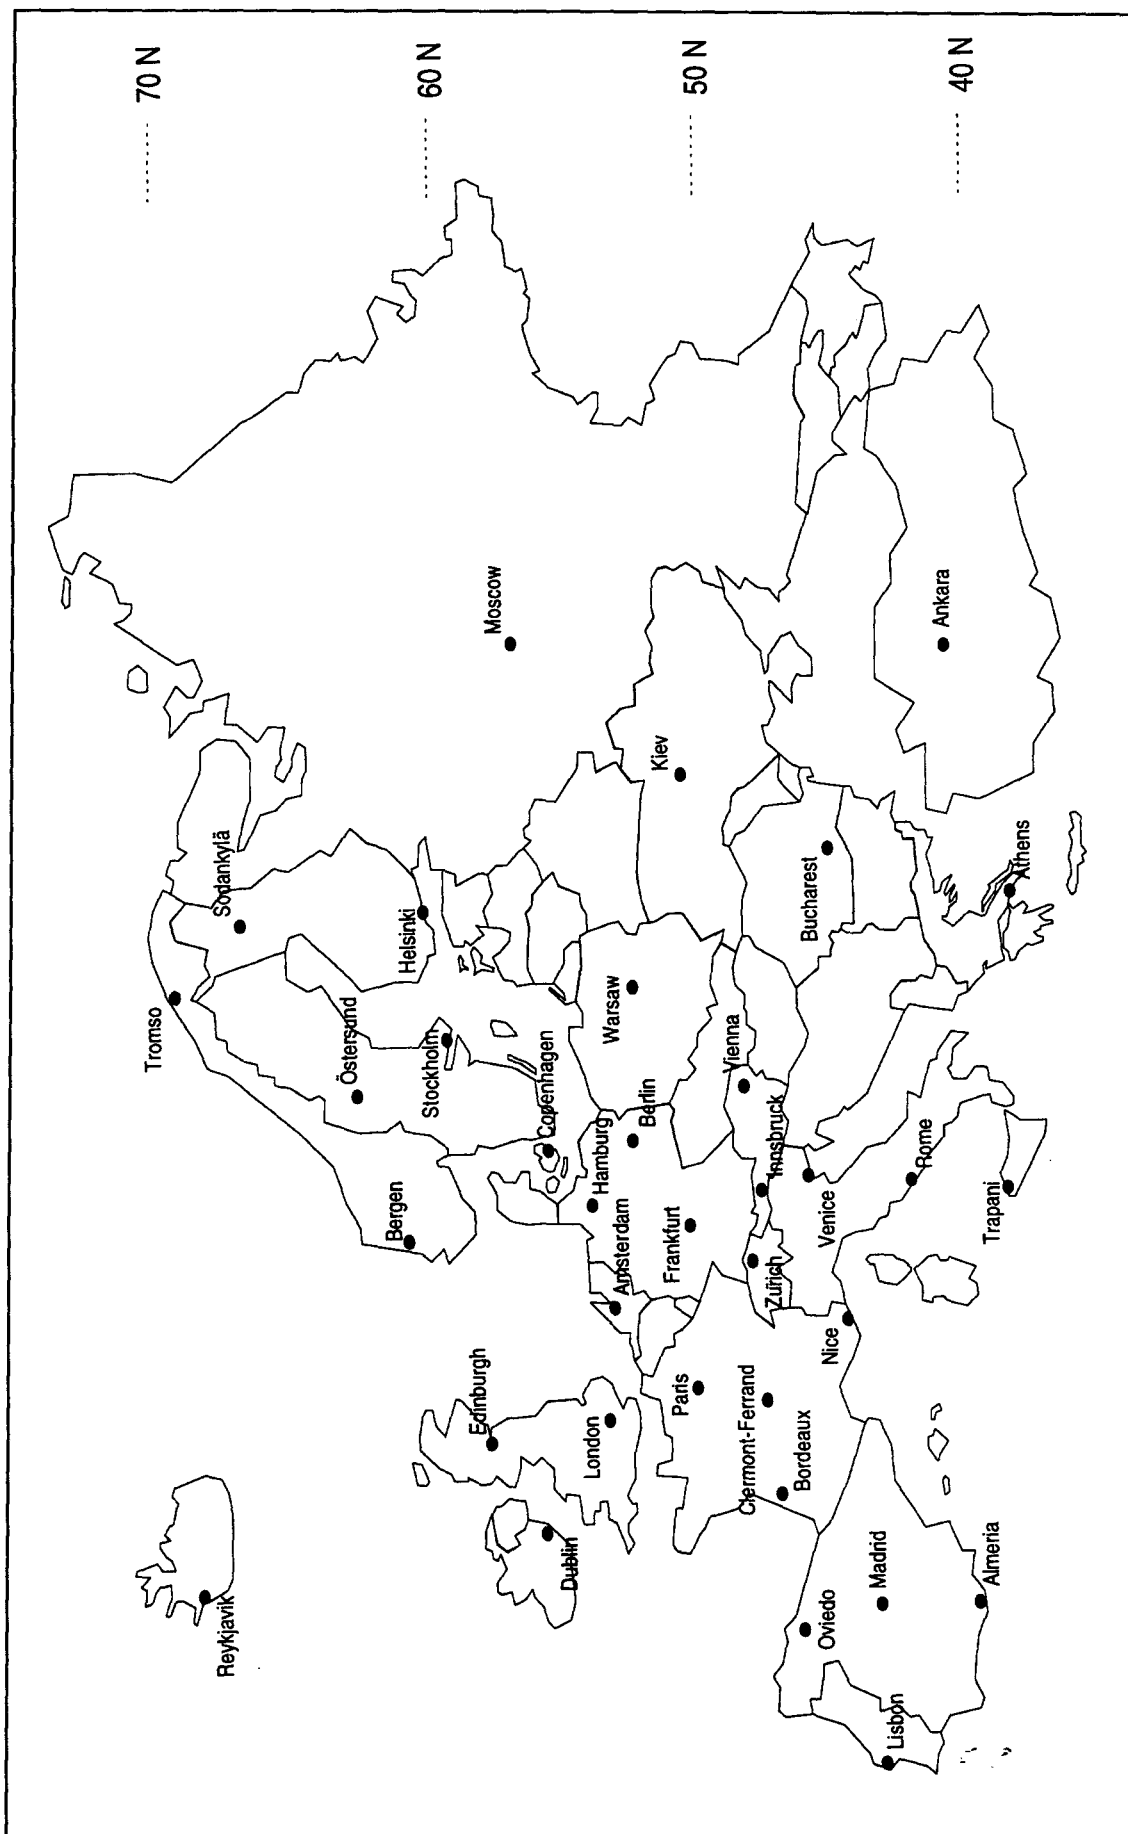 70 N
60 N
50 N
40 N
Reykjavik
Tromso
Sodankylä
Östersund
Bergen
Helsinki
Stockholm
Moscow
Edinburgh
Dublin
Copenhagen
Hamburg
London
Amsterdam
Berlin
Warsaw
Kiev
Frankfurt
Paris
Vienna
Innsbruck
Zürich
Clermont-Ferrand
Bordeaux
Venice
Bucharest
Nice
Oviedo
Madrid
Lisbon
Rome
Ankara
Almeria
Trapani
Athens